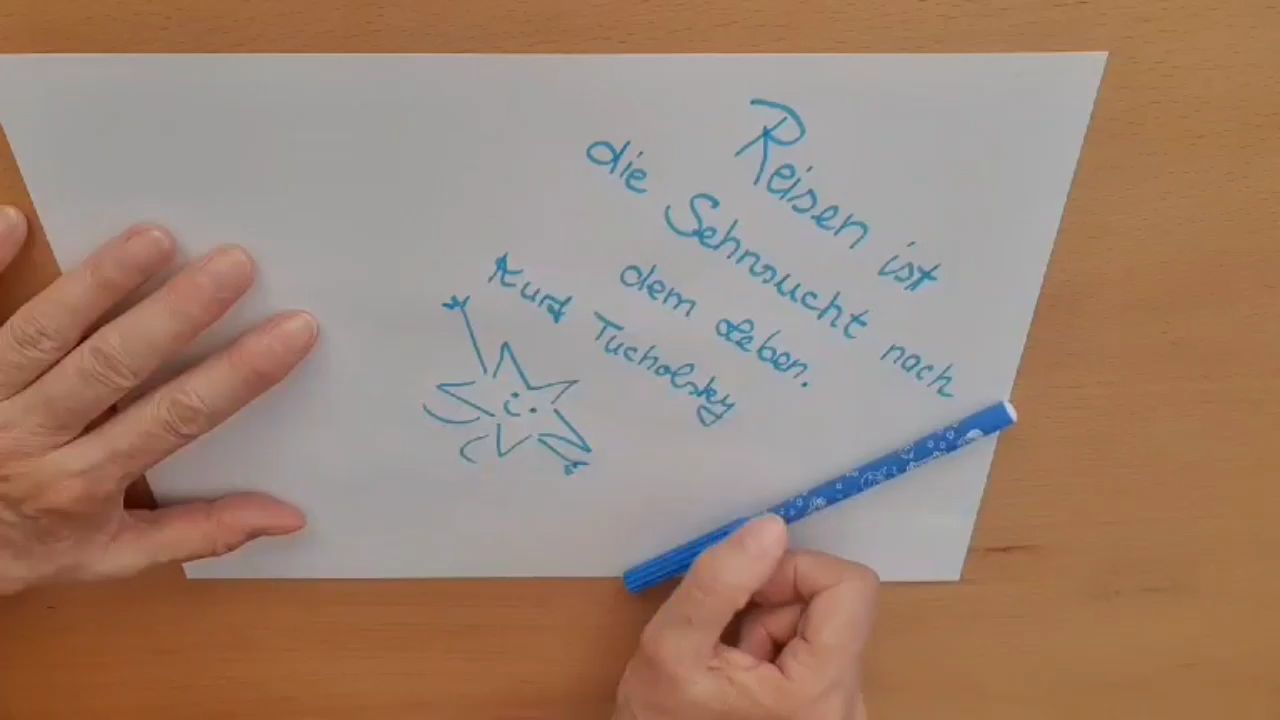 Reisen ist
die Sehnsucht nach
dem Leben.
Kurt Tucholsky